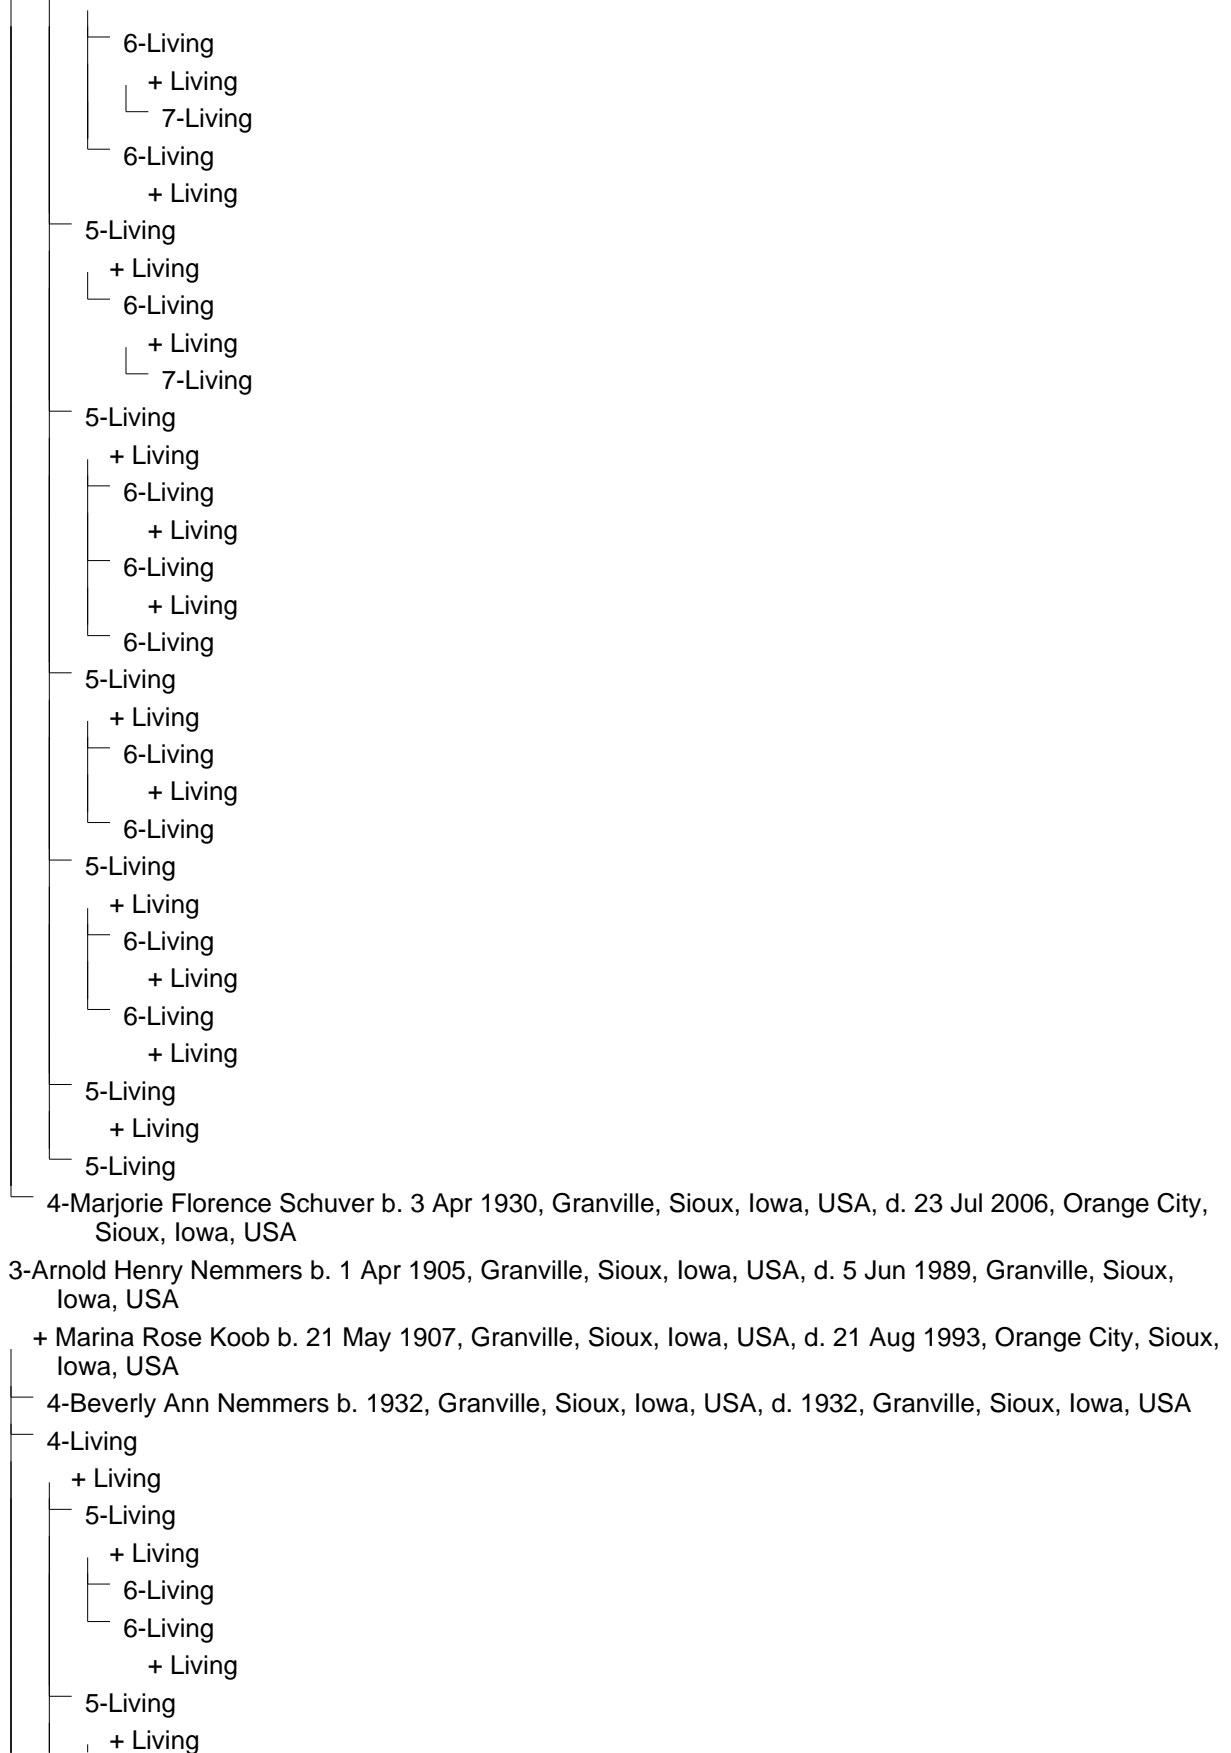 6-Living
+ Living
7-Living
6-Living
+ Living
5-Living
+ Living
6-Living
+ Living
7-Living
5-Living
+ Living
6-Living
+ Living
6-Living
+ Living
6-Living
5-Living
+ Living
6-Living
+ Living
6-Living
5-Living
+ Living
6-Living
+ Living
6-Living
+ Living
5-Living
+ Living
5-Living
4-Marjorie Florence Schuver b. 3 Apr 1930, Granville, Sioux, Iowa, USA, d. 23 Jul 2006, Orange City,
Sioux, Iowa, USA
3-Arnold Henry Nemmers b. 1 Apr 1905, Granville, Sioux, Iowa, USA, d. 5 Jun 1989, Granville, Sioux,
Iowa, USA
+ Marina Rose Koob b. 21 May 1907, Granville, Sioux, Iowa, USA, d. 21 Aug 1993, Orange City, Sioux,
Iowa, USA
4-Beverly Ann Nemmers b. 1932, Granville, Sioux, Iowa, USA, d. 1932, Granville, Sioux, Iowa, USA
4-Living
+ Living
5-Living
+ Living
6-Living
6-Living
+ Living
5-Living
+ Living